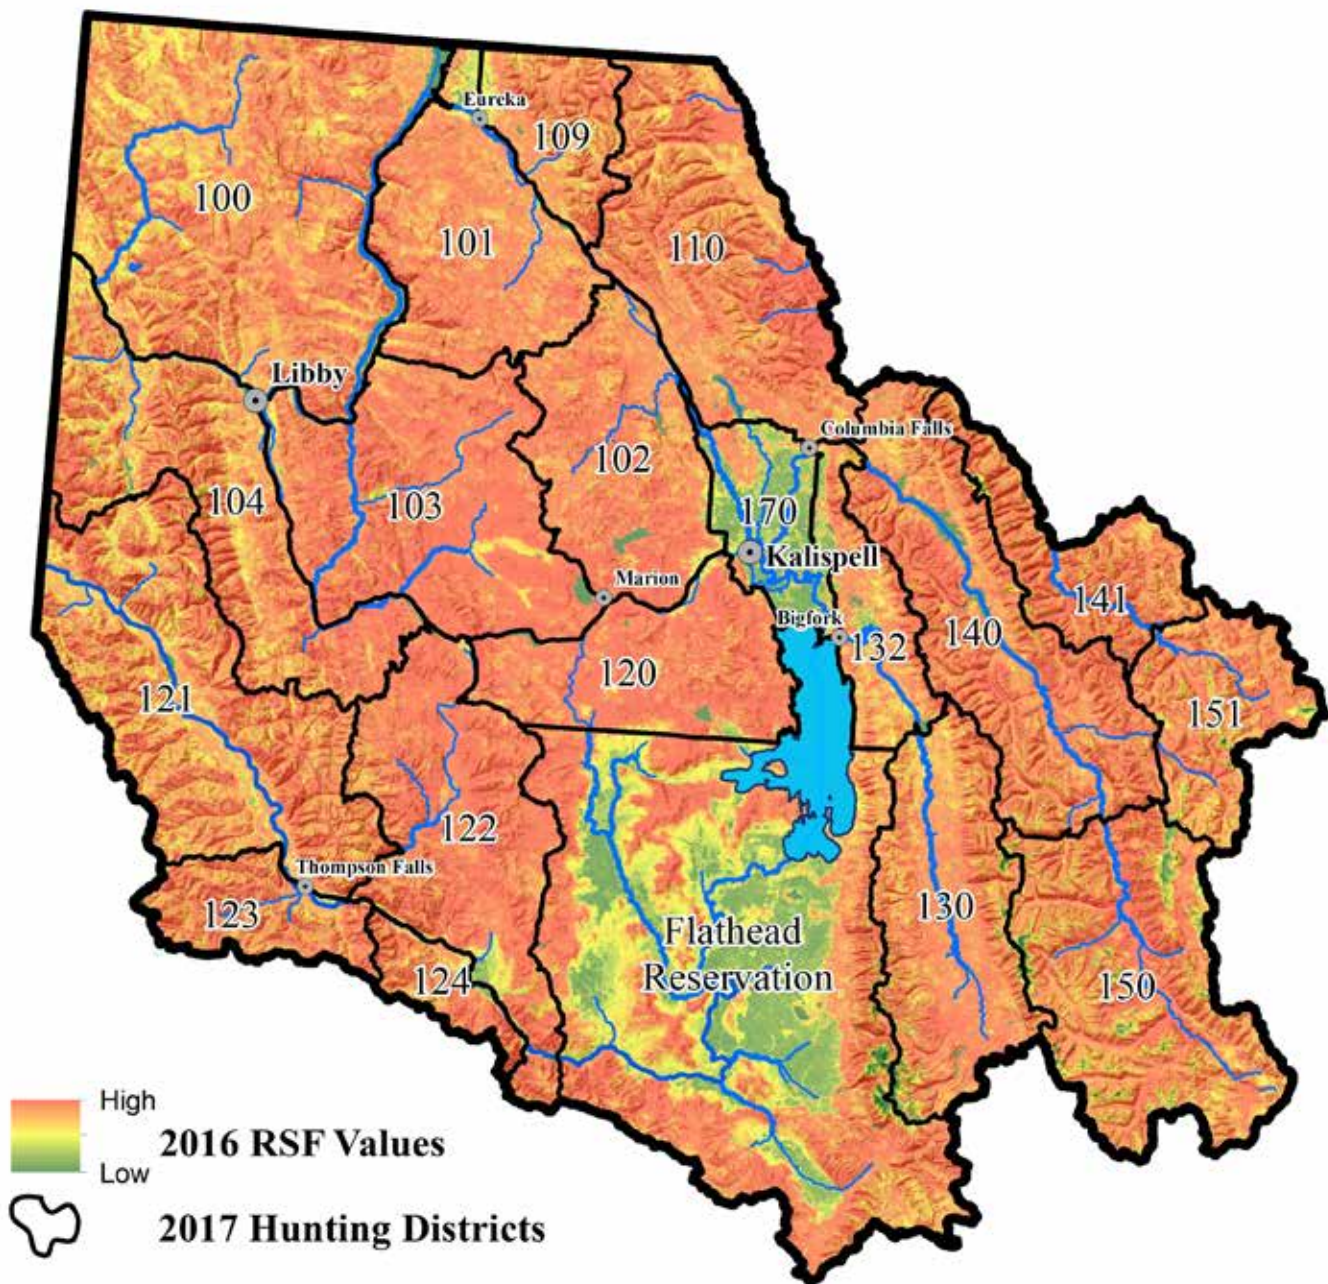 Eureka
109
100
101
110
Libby
Columbia Falls
102
104
103
170
Kalispell
Marion
141
Bigfork
140
132
120
121
151
122
Thompson Falls
123
130
Flathead
Reservation
124
150
High
2016 RSF Values
Low
2017 Hunting Districts